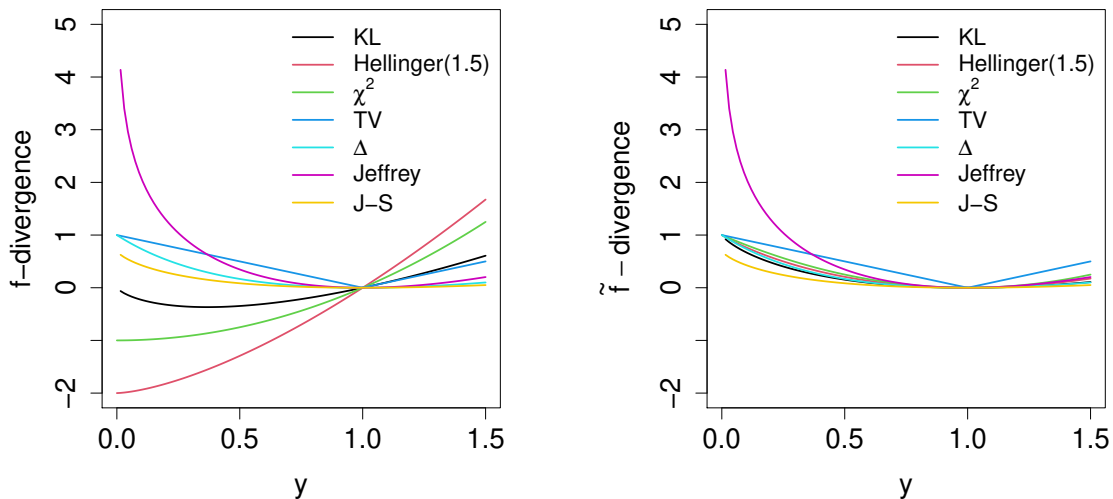 f−divergence
5
4
3
2
1
0
−2
0.0 0.5 1.0 1.5
y
KL
Hellinger(1.5)
χ²
TV
Δ
Jeffrey
J−S
f̃ − divergence
5
4
3
2
1
0
−2
0.0 0.5 1.0 1.5
y
KL
Hellinger(1.5)
χ²
TV
Δ
Jeffrey
J−S